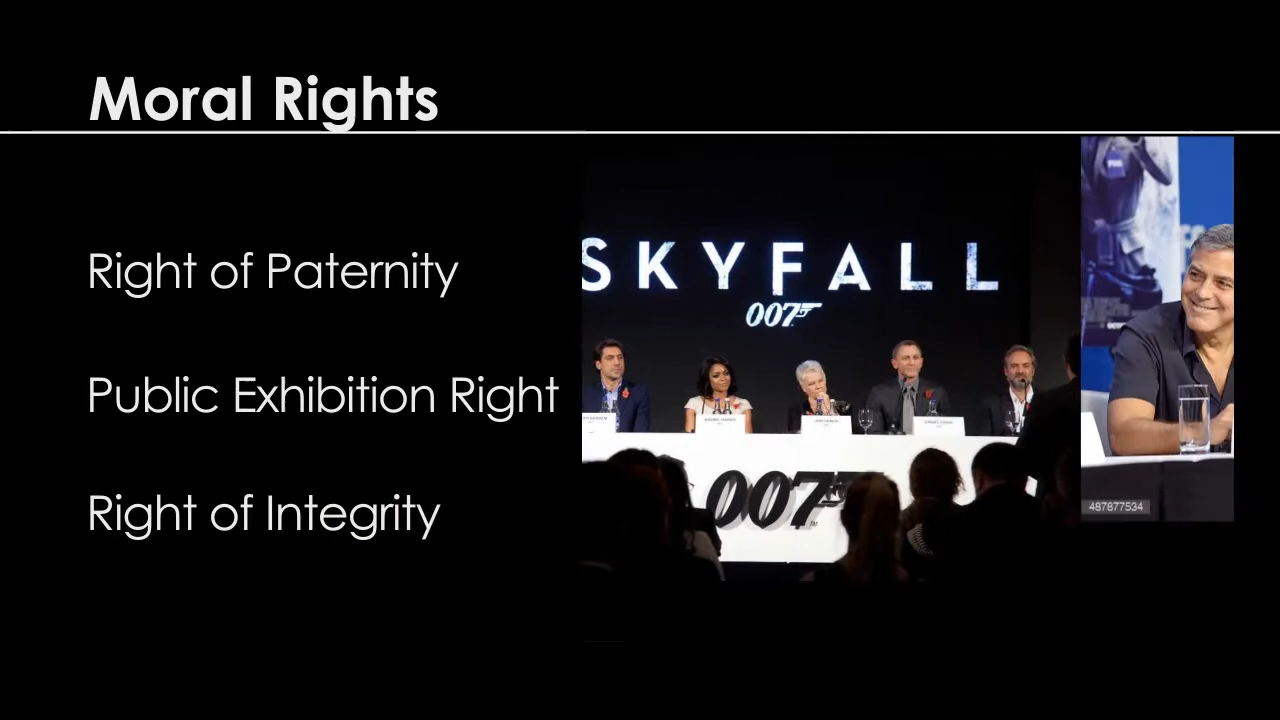 Moral Rights
Right of Paternity
Public Exhibition Right
Right of Integrity
SKYFALL
007
007
487877534